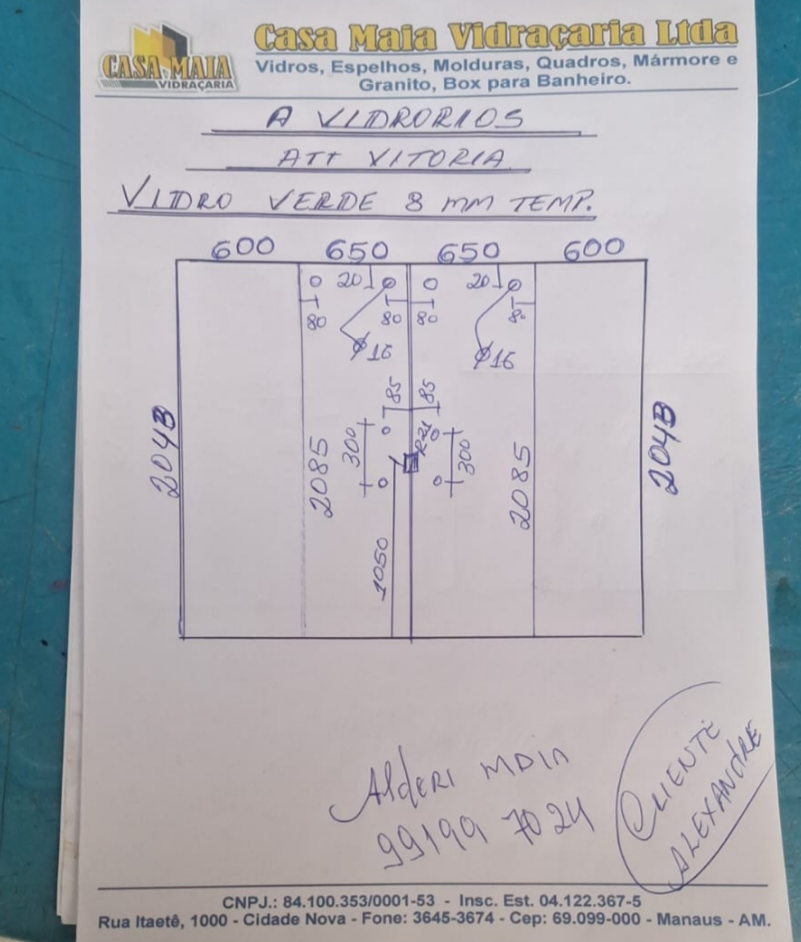 CASA MAIA
VIDRAÇARIA
Casa Maia Vidraçaria Ltda
Vidros, Espelhos, Molduras, Quadros, Mármore e
Granito, Box para Banheiro.
A VIDRORIOS
ATT VITORIA
VIDRO VERDE 8 MM TEMP.
600 650 650 600
20 20
80 80 80 80
Ø16 Ø16
85 85
R21
300 300
2048 2085 2085 2048
1050
Alderi MAIA
99199 7024
CLIENTE
ALEXANDRE
CNPJ.: 84.100.353/0001-53 - Insc. Est. 04.122.367-5
Rua Itaetê, 1000 - Cidade Nova - Fone: 3645-3674 - Cep: 69.099-000 - Manaus - AM.